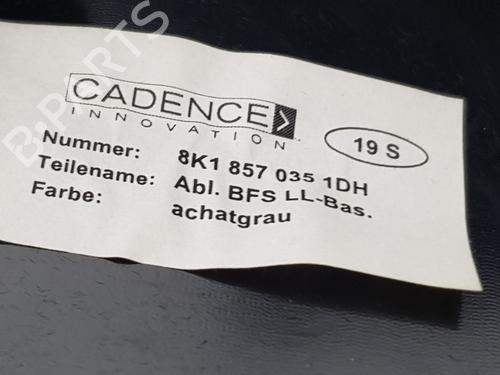 CADENCE
INNOVATION
19 S
Nummer: 8K1 857 035 1DH
Teilename: Abl. BFS LL-Bas.
Farbe: achatgrau
B-PARTS